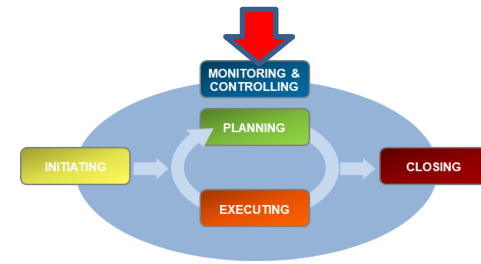 MONITORING &
CONTROLLING
PLANNING
INITIATING
CLOSING
EXECUTING